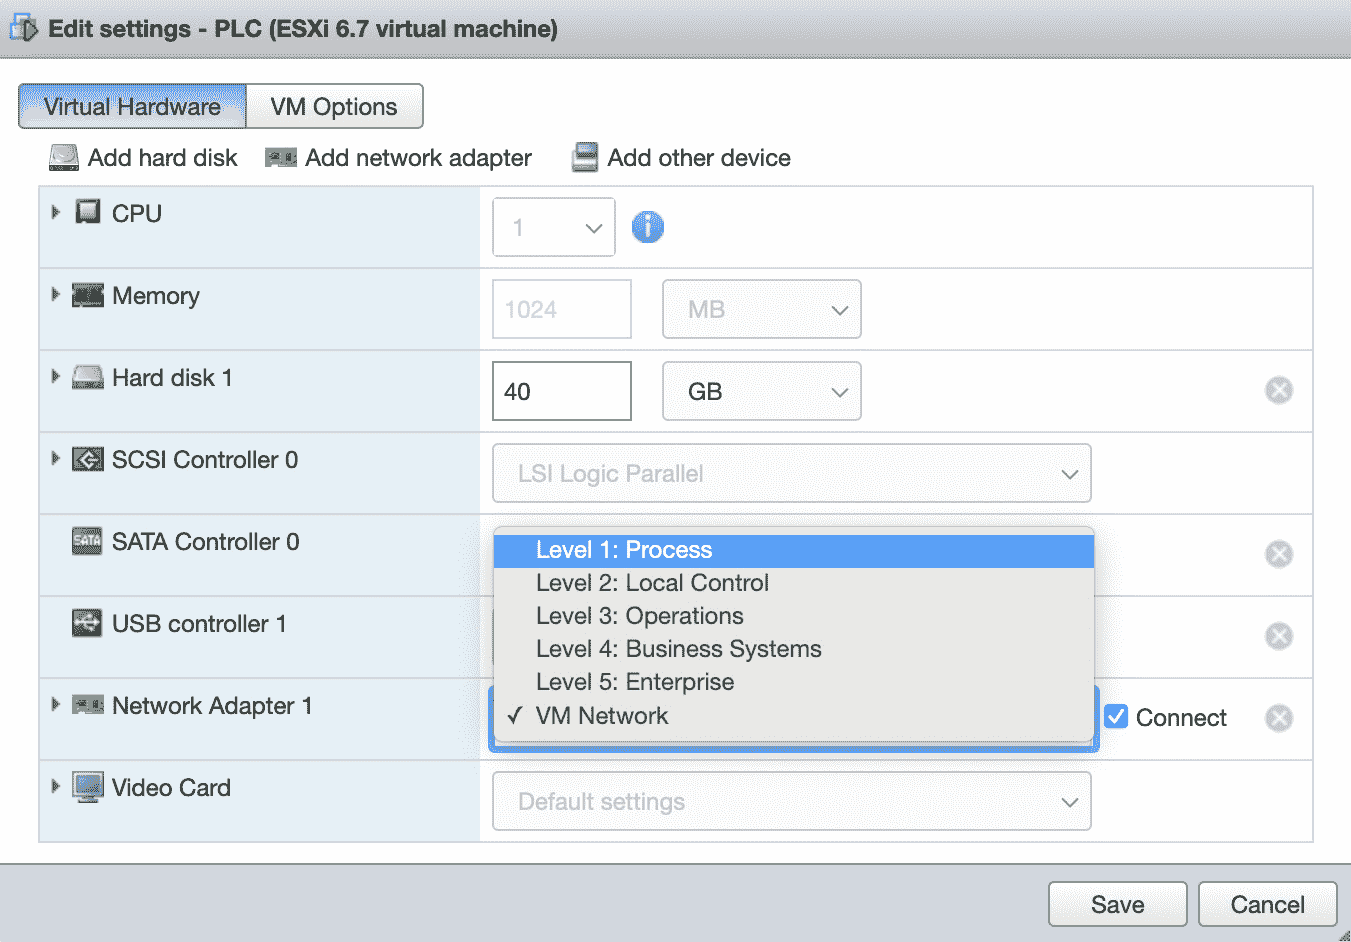 Edit settings - PLC (ESXi 6.7 virtual machine)
Virtual Hardware
VM Options
Add hard disk
Add network adapter
Add other device
CPU
1
Memory
1024
MB
Hard disk 1
40
GB
SCSI Controller 0
LSI Logic Parallel
SATA
SATA Controller 0
Level 1: Process
Level 2: Local Control
Level 3: Operations
Level 4: Business Systems
Level 5: Enterprise
✓ VM Network
USB controller 1
Network Adapter 1
Connect
Video Card
Default settings
Save
Cancel